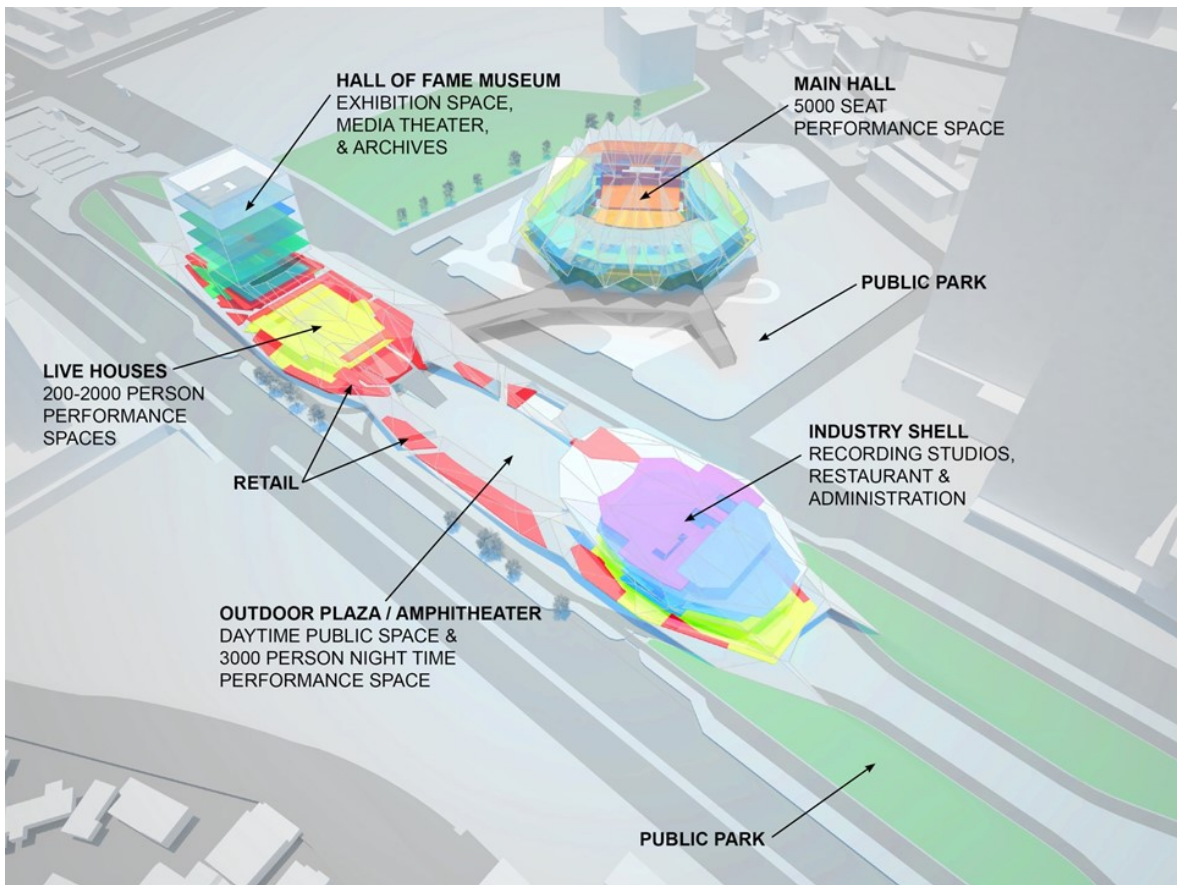 HALL OF FAME MUSEUM
EXHIBITION SPACE,
MEDIA THEATER,
& ARCHIVES
MAIN HALL
5000 SEAT
PERFORMANCE SPACE
PUBLIC PARK
LIVE HOUSES
200-2000 PERSON
PERFORMANCE
SPACES
RETAIL
INDUSTRY SHELL
RECORDING STUDIOS,
RESTAURANT &
ADMINISTRATION
OUTDOOR PLAZA / AMPHITHEATER
DAYTIME PUBLIC SPACE &
3000 PERSON NIGHT TIME
PERFORMANCE SPACE
PUBLIC PARK